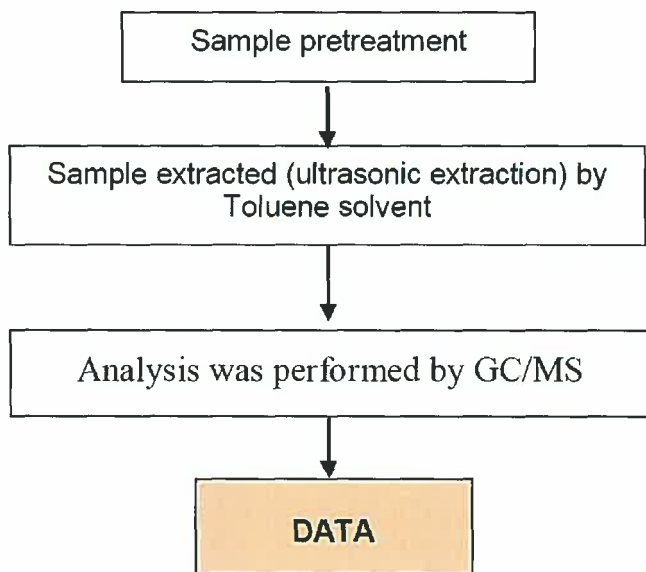 Sample pretreatment
Sample extracted (ultrasonic extraction) by
Toluene solvent
Analysis was performed by GC/MS
DATA